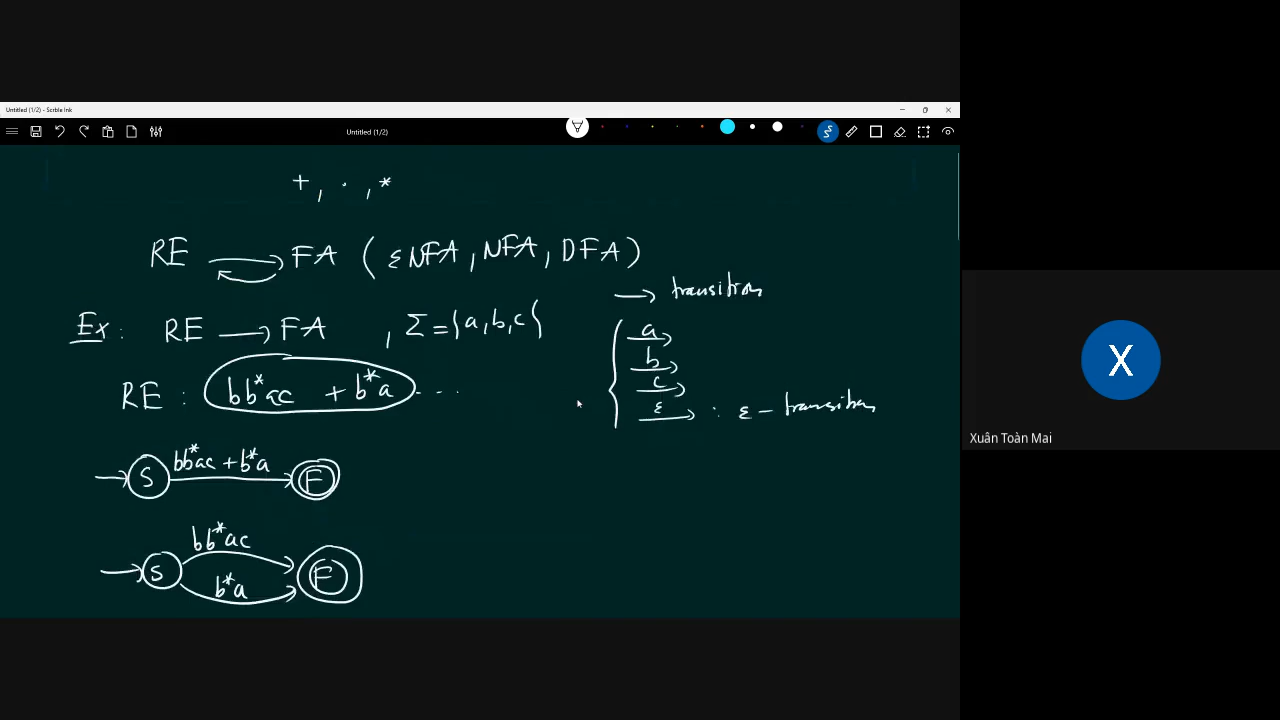 Untitled (1/2) - Scrble Ink
Untitled (1/2)
+ , · , *
RE ⇄ FA ( εNFA , NFA , DFA )
→ transition
Ex : RE → FA , Σ = {a, b, c}
a
b
c
ε : ε - transition
RE : bb*ac + b*a ...
S bb*ac + b*a F
bb*ac
S F
b*a
X
Xuân Toàn Mai